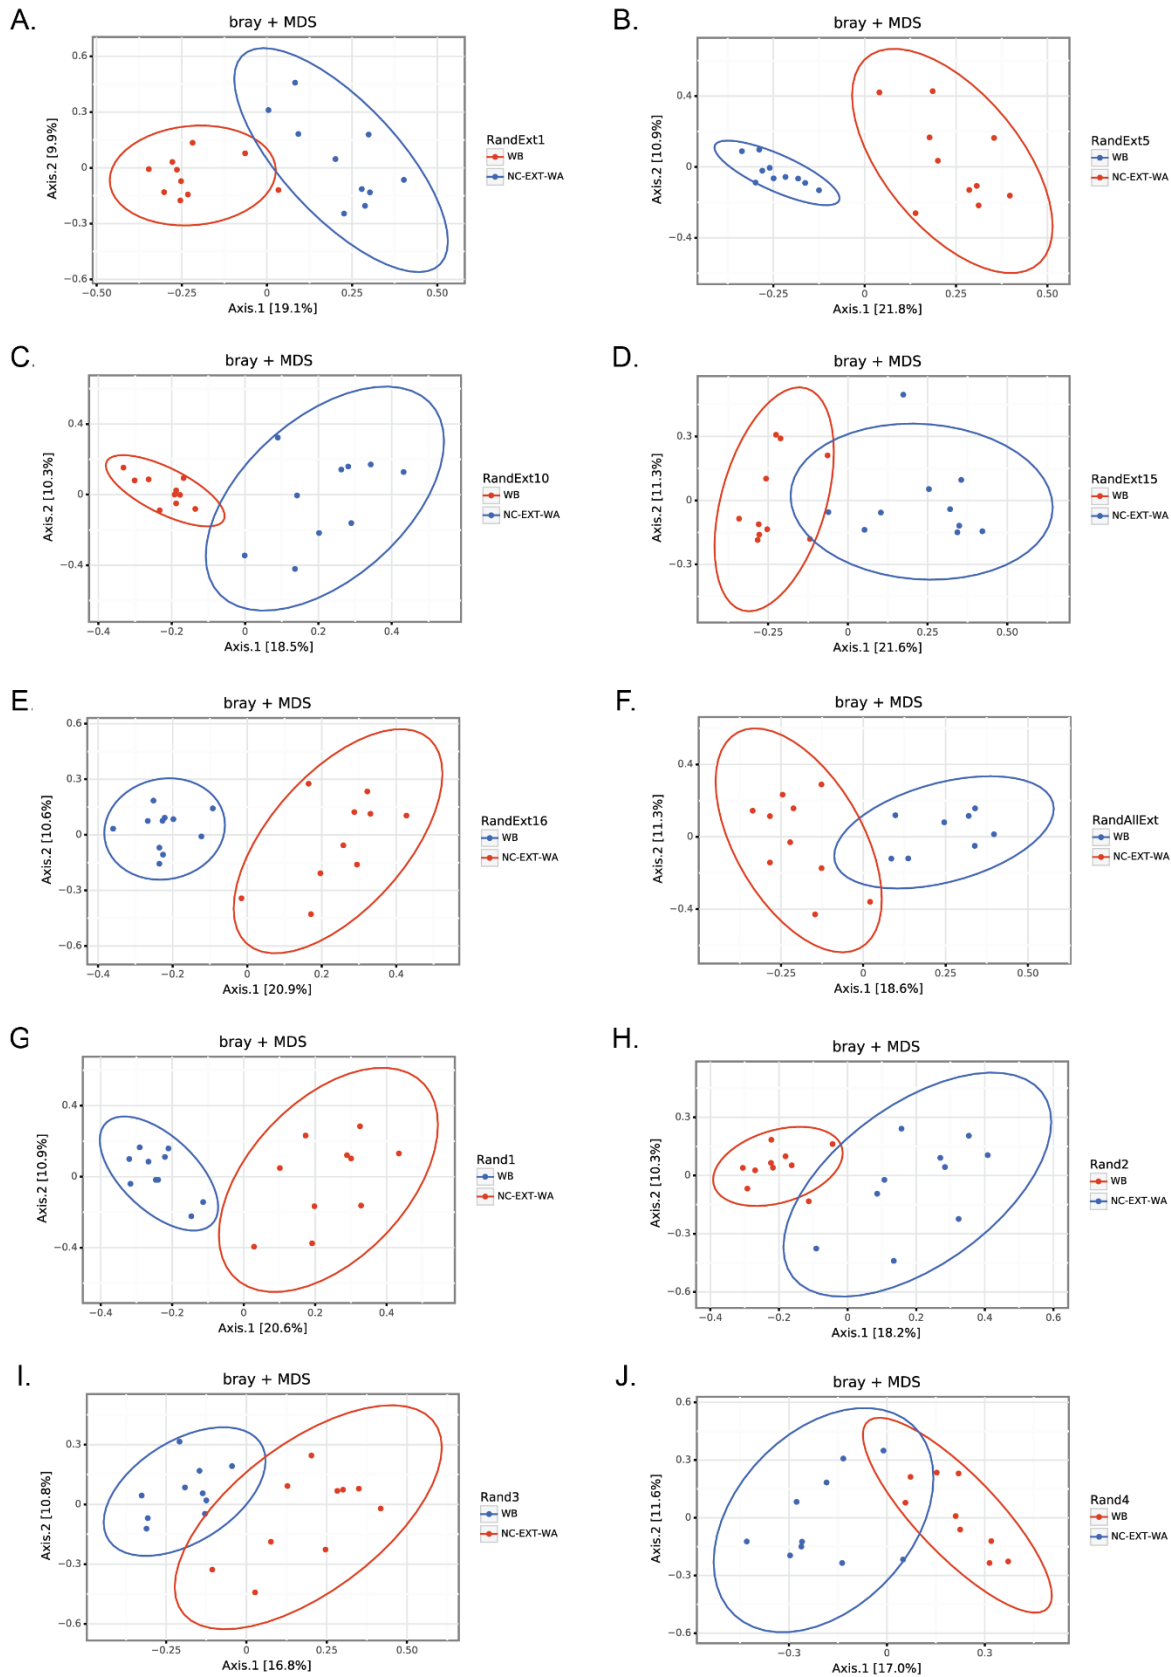 A.
bray + MDS
0.6
0.3
0
−0.3
−0.6
Axis.2 [9.9%]
−0.50
−0.25
0
0.25
0.50
Axis.1 [19.1%]
RandExt1
WB
NC-EXT-WA
B.
bray + MDS
0.4
0
−0.4
Axis.2 [10.9%]
−0.25
0
0.25
0.50
Axis.1 [21.8%]
RandExt5
WB
NC-EXT-WA
C.
bray + MDS
0.4
0
−0.4
Axis.2 [10.3%]
−0.4
−0.2
0
0.2
0.4
Axis.1 [18.5%]
RandExt10
WB
NC-EXT-WA
D.
bray + MDS
0.3
0
−0.3
Axis.2 [11.3%]
−0.25
0
0.25
0.50
Axis.1 [21.6%]
RandExt15
WB
NC-EXT-WA
E.
bray + MDS
0.6
0.3
0
−0.3
−0.6
Axis.2 [10.6%]
−0.4
−0.2
0
0.2
0.4
Axis.1 [20.9%]
RandExt16
WB
NC-EXT-WA
F.
bray + MDS
0.4
0
−0.4
Axis.2 [11.3%]
−0.25
0
0.25
0.50
Axis.1 [18.6%]
RandAllExt
WB
NC-EXT-WA
G
bray + MDS
0.4
0
−0.4
Axis.2 [10.9%]
−0.4
−0.2
0
0.2
0.4
Axis.1 [20.6%]
Rand1
WB
NC-EXT-WA
H.
bray + MDS
0.3
0
−0.3
−0.6
Axis.2 [10.3%]
−0.4
−0.2
0
0.2
0.4
0.6
Axis.1 [18.2%]
Rand2
WB
NC-EXT-WA
I.
bray + MDS
0.3
0
−0.3
−0.6
Axis.2 [10.8%]
−0.25
0
0.25
0.50
Axis.1 [16.8%]
Rand3
WB
NC-EXT-WA
J.
bray + MDS
0.6
0.3
0
−0.3
−0.6
Axis.2 [11.6%]
−0.3
0
0.3
Axis.1 [17.0%]
Rand4
WB
NC-EXT-WA